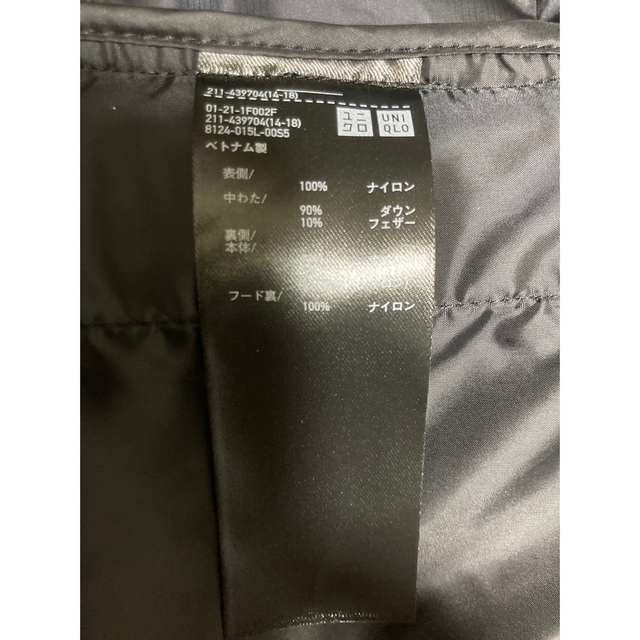 211-439704(14-18)
01-21-1F002F
211-439704(14-18)
8124-015L-00S5
ユニクロ
UNIQLO
ベトナム製
表側/
100% ナイロン
中わた/
90% ダウン
10% フェザー
裏側/
本体/
フード裏/
100% ナイロン